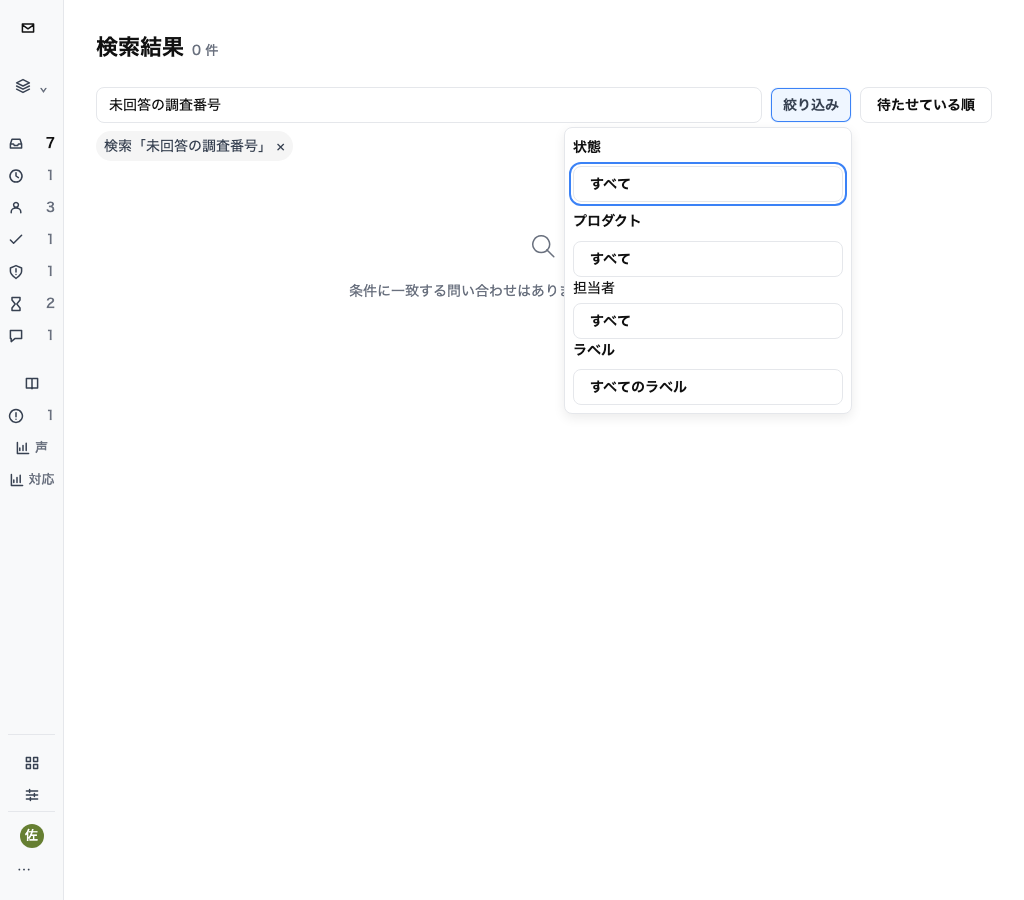 検索結果 0 件
未回答の調査番号
絞り込み
待たせている順
検索「未回答の調査番号」 ×
状態
すべて
プロダクト
すべて
担当者
すべて
ラベル
すべてのラベル
条件に一致する問い合わせはありま
7
1
3
1
1
2
1
1
声
対応
佐
…